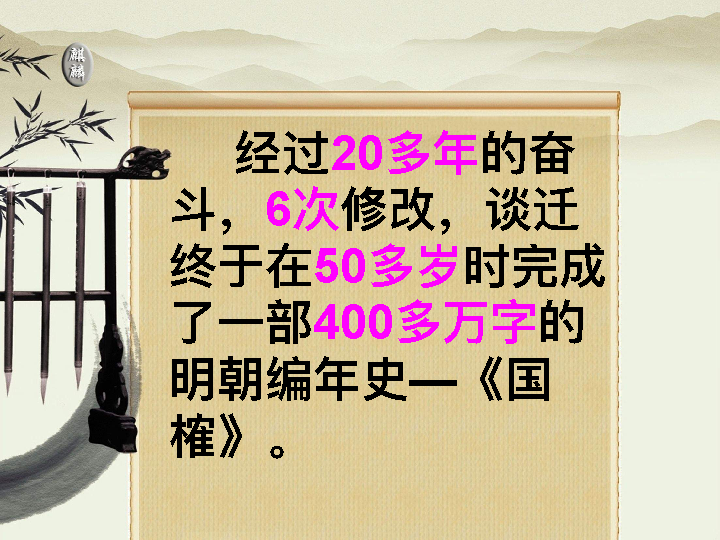 麒
麟
经过20多年的奋
斗，6次修改，谈迁
终于在50多岁时完成
了一部400多万字的
明朝编年史—《国
榷》。